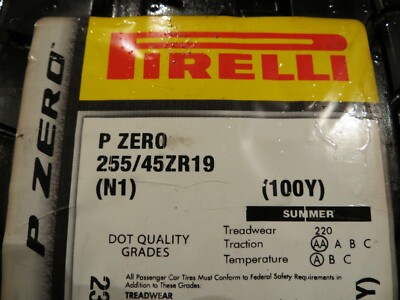 P ZERO™
PIRELLI
P ZERO
255/45ZR19
(N1) (100Y)
SUMMER
DOT QUALITY
GRADES
Treadwear 220
Traction AA A B C
Temperature A B C
All Passenger Car Tires Must Conform to Federal Safety Requirements in
Addition to These Grades:
TREADWEAR